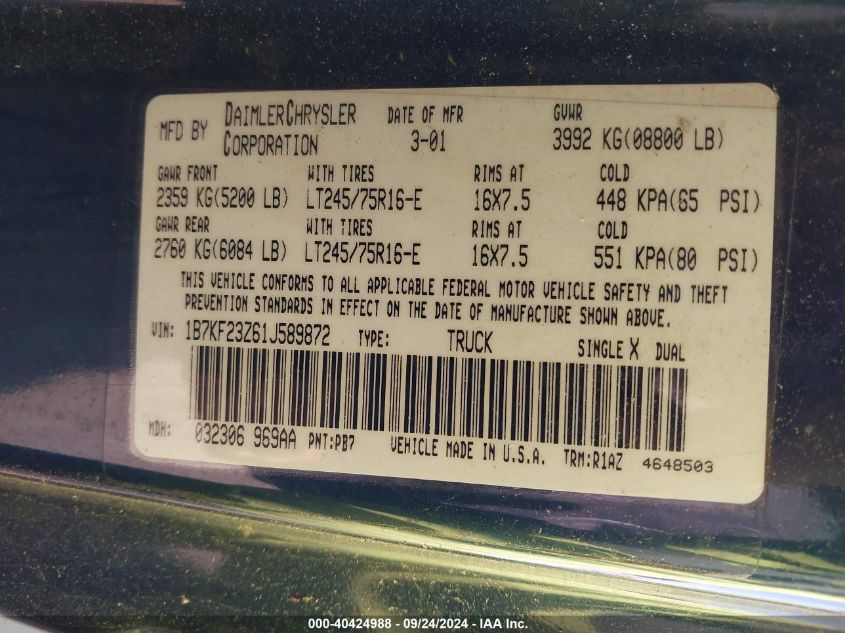 MFD BY DAIMLERCHRYSLER CORPORATION
DATE OF MFR 3-01
GVWR 3992 KG(08800 LB)
GAWR FRONT WITH TIRES RIMS AT COLD
2359 KG(5200 LB) LT245/75R16-E 16X7.5 448 KPA(65 PSI)
GAWR REAR WITH TIRES RIMS AT COLD
2760 KG(6084 LB) LT245/75R16-E 16X7.5 551 KPA(80 PSI)
THIS VEHICLE CONFORMS TO ALL APPLICABLE FEDERAL MOTOR VEHICLE SAFETY AND THEFT
PREVENTION STANDARDS IN EFFECT ON THE DATE OF MANUFACTURE SHOWN ABOVE.
VIN: 1B7KF23Z61J589872 TYPE: TRUCK SINGLE X DUAL
MDH: 032306 969AA PNT:PB7 VEHICLE MADE IN U.S.A. TRM:R1AZ 4648503
000-40424988 - 09/24/2024 - IAA Inc.